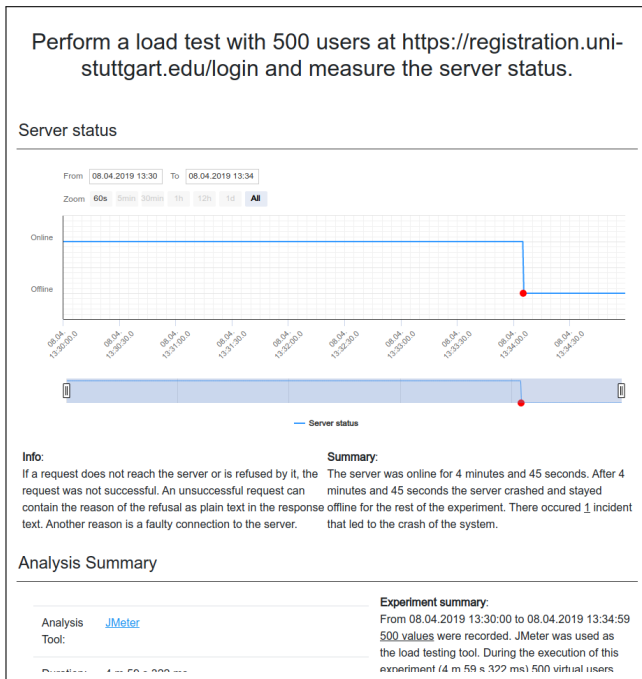 Perform a load test with 500 users at https://registration.uni-
stuttgart.edu/login and measure the server status.
Server status
From 08.04.2019 13:30 To 08.04.2019 13:34
Zoom 60s 5min 30min 1h 12h 1d All
Online
Offline
08.04. 13:30:00.0
08.04. 13:30:30.0
08.04. 13:31:00.0
08.04. 13:31:30.0
08.04. 13:32:00.0
08.04. 13:32:30.0
08.04. 13:33:00.0
08.04. 13:33:30.0
08.04. 13:34:00.0
08.04. 13:34:30.0
Server status
Info:
If a request does not reach the server or is refused by it, the
request was not successful. An unsuccessful request can
contain the reason of the refusal as plain text in the response
text. Another reason is a faulty connection to the server.
Summary:
The server was online for 4 minutes and 45 seconds. After 4
minutes and 45 seconds the server crashed and stayed
offline for the rest of the experiment. There occured 1 incident
that led to the crash of the system.
Analysis Summary
Analysis JMeter
Tool:
Duration: 4 m 59 s 322 ms
Experiment summary:
From 08.04.2019 13:30:00 to 08.04.2019 13:34:59
500 values were recorded. JMeter was used as
the load testing tool. During the execution of this
experiment (4 m 59 s 322 ms) 500 virtual users